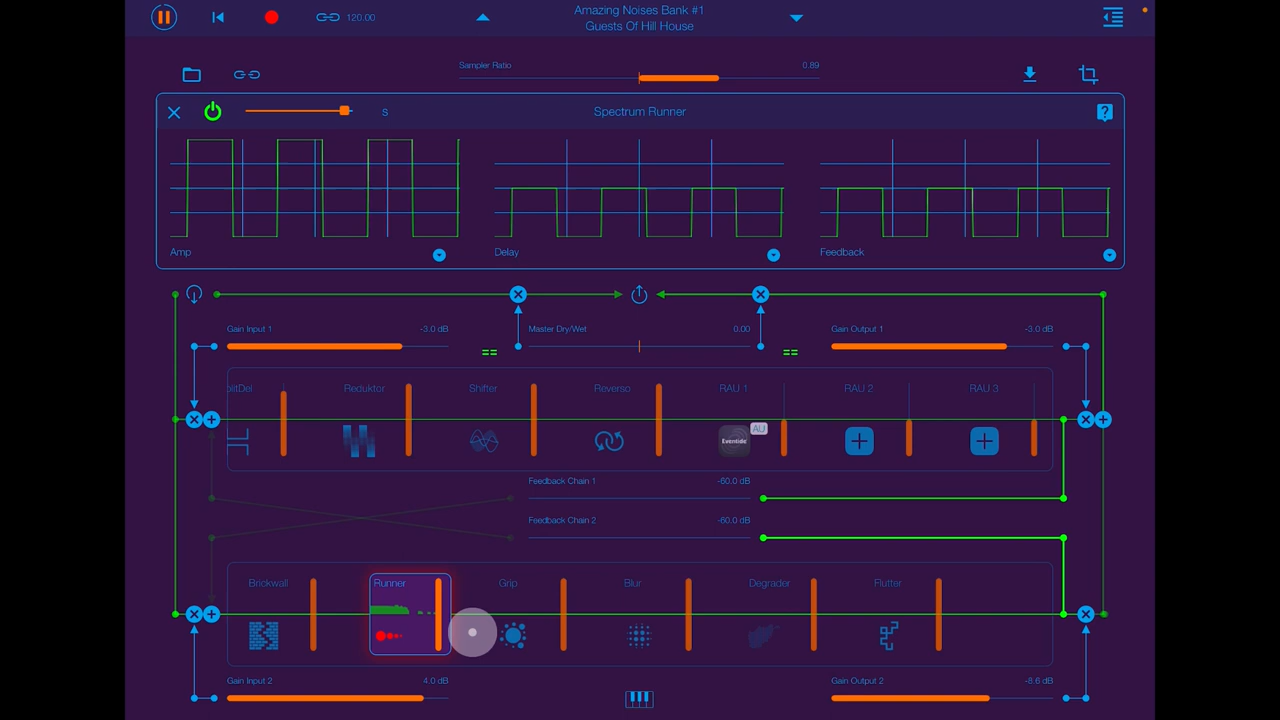 120.00
Amazing Noises Bank #1
Guests Of Hill House
Sampler Ratio
0.89
S
Spectrum Runner
?
Amp
Delay
Feedback
Gain Input 1
-3.0 dB
Master Dry/Wet
0.00
Gain Output 1
-3.0 dB
Reduktor
Shifter
Reverso
RAU 1
RAU 2
RAU 3
Eventide
AU
Feedback Chain 1
-60.0 dB
Feedback Chain 2
-60.0 dB
Brickwall
Runner
Grip
Blur
Degrader
Flutter
Gain Input 2
4.0 dB
Gain Output 2
-8.6 dB